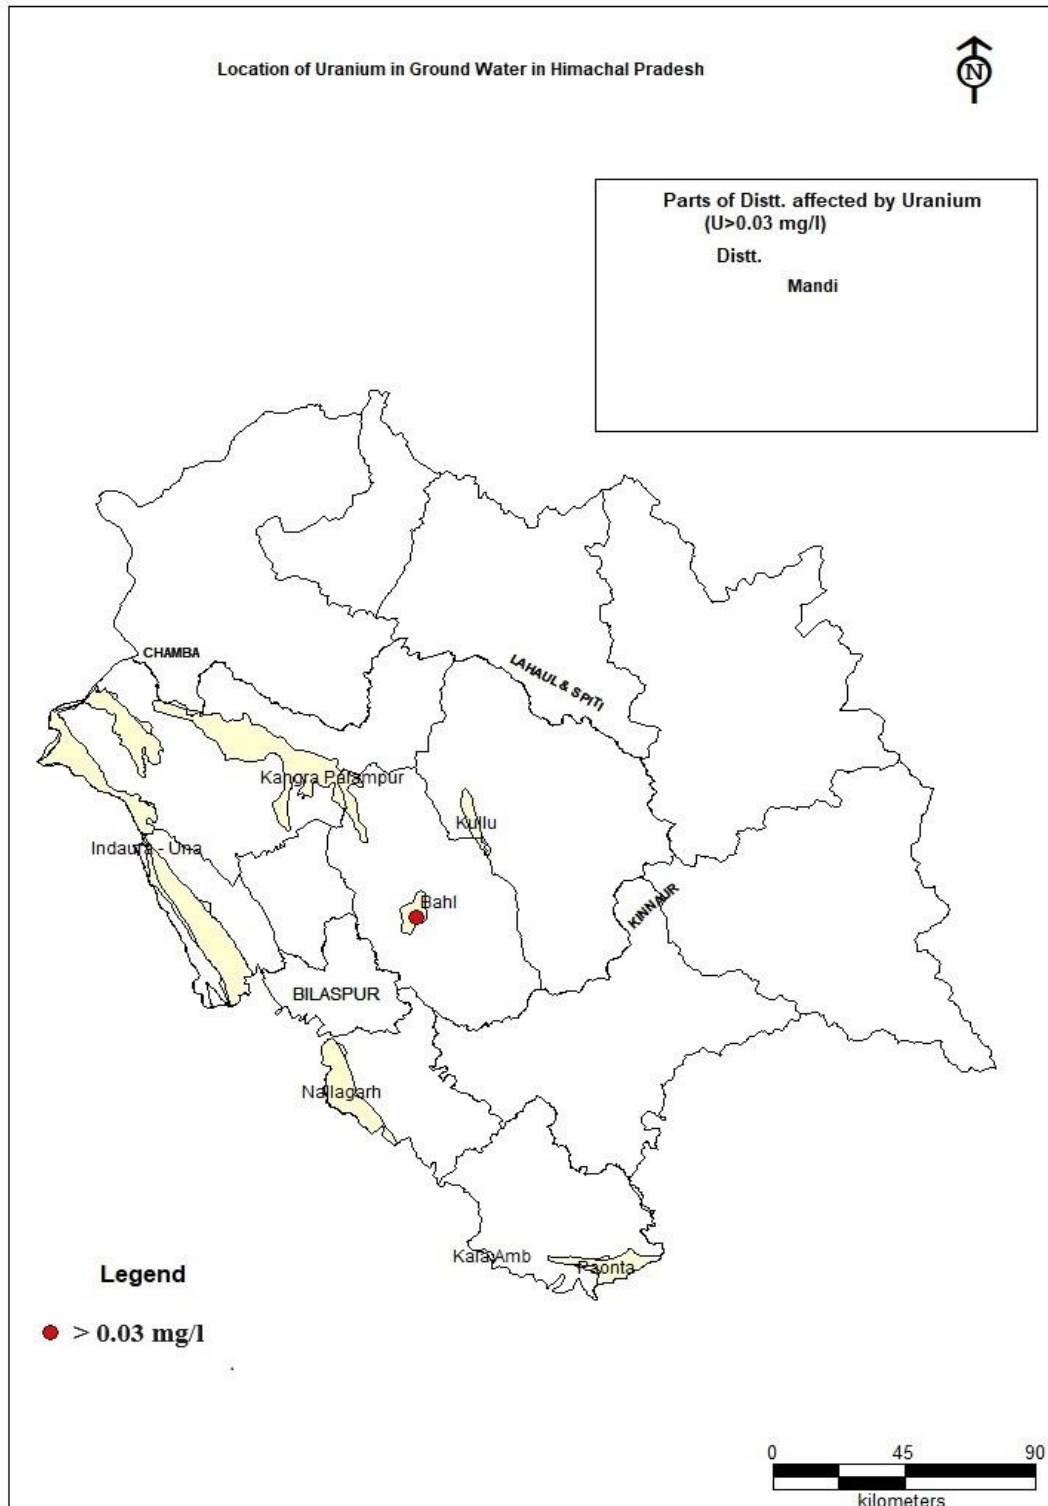 Location of Uranium in Ground Water in Himachal Pradesh
N
Parts of Distt. affected by Uranium
(U>0.03 mg/l)
Distt.
Mandi
CHAMBA
LAHAUL & SPITI
Kangra Palampur
Kullu
Indaura - Una
Bahl
KINNAUR
BILASPUR
Nallagarh
Kala Amb
Paonta
Legend
> 0.03 mg/l
0 45 90
kilometers